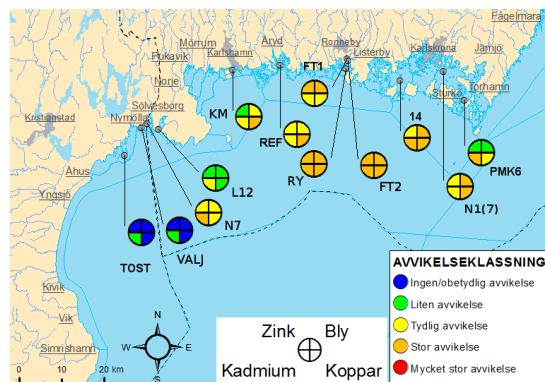 Fågelmara
Mörrum
Karlshamn
Åryd
Ronneby
Listerby
Karlskrona
Jämjö
Pukavik
FT1
Norje
Torhamn
Sturkö
Sölvesborg
KM
14
Kristianstad
Nymölla
REF
PMK6
RY
FT2
Åhus
L12
N1(7)
Yngsjö
N7
TOST
VALJ
AVVIKELSEKLASSNING
Ingen/obetydlig avvikelse
Kivik
Liten avvikelse
Vik
Tydlig avvikelse
N
Zink
Bly
Stor avvikelse
W
E
Simrishamn
Mycket stor avvikelse
Kadmium
Koppar
S
0
10
20 km